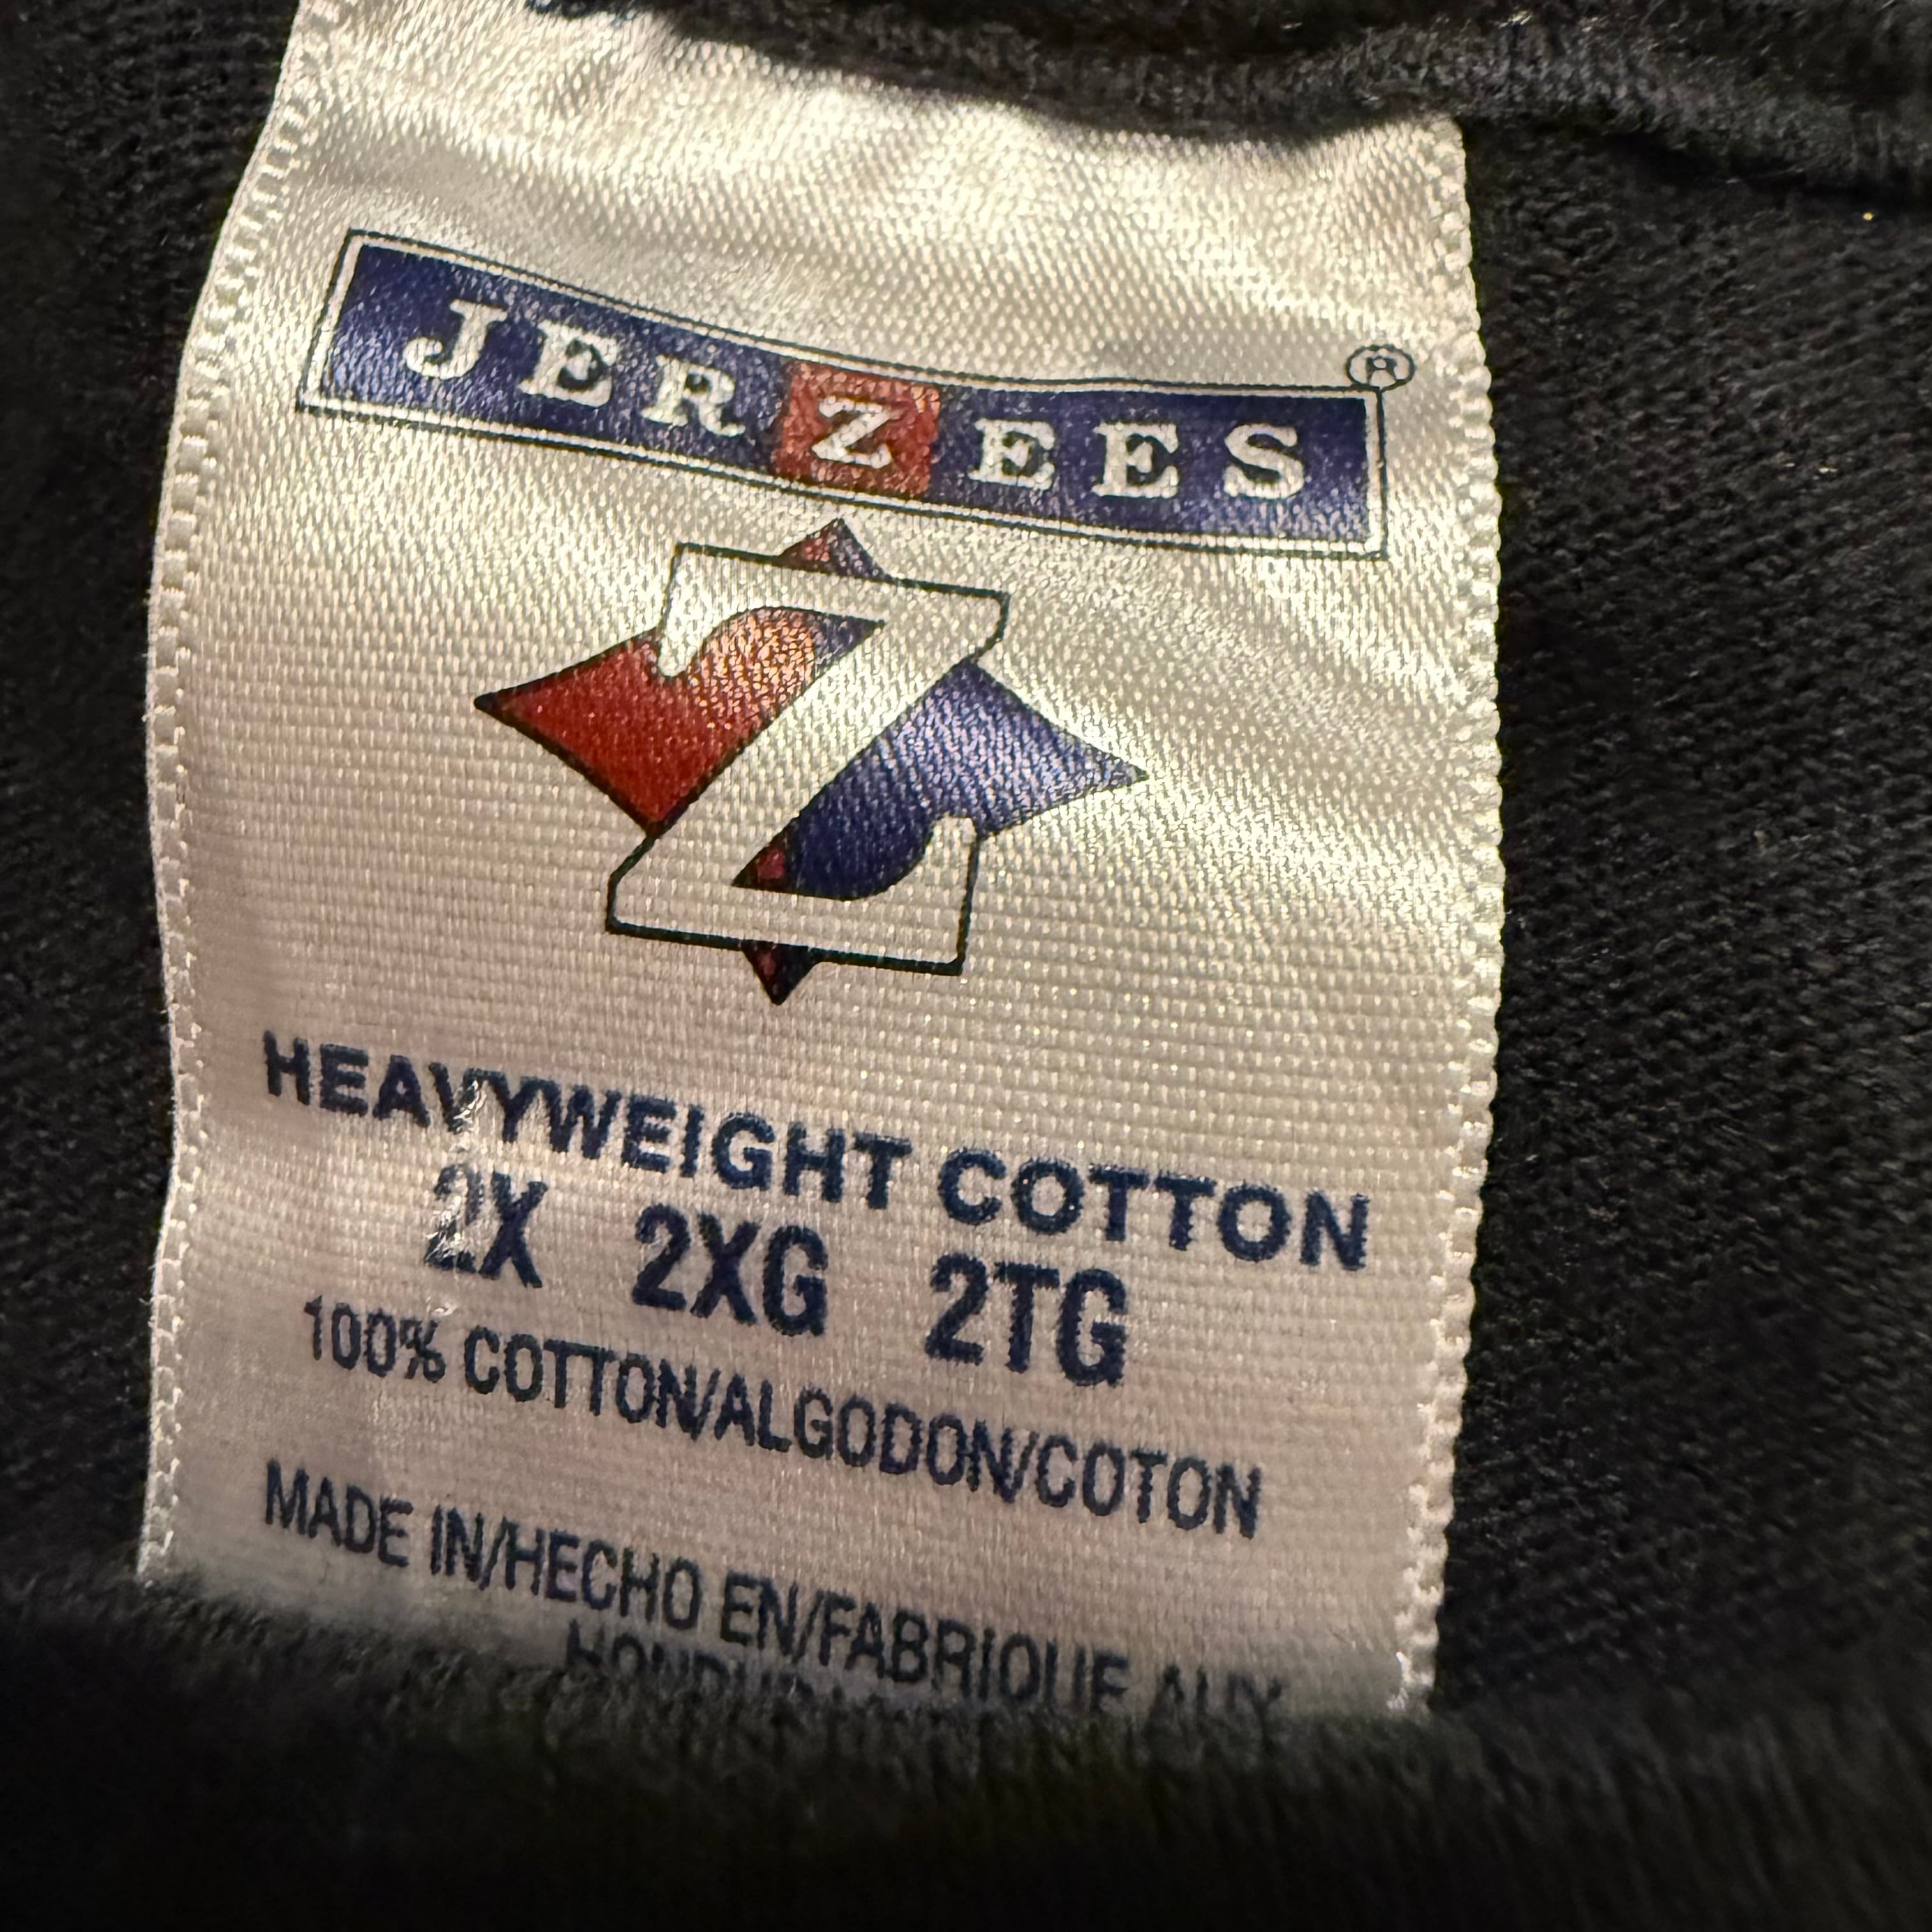 JERZEES ®
Z
HEAVYWEIGHT COTTON
2X 2XG 2TG
100% COTTON/ALGODON/COTON
MADE IN/HECHO EN/FABRIQUE AUX